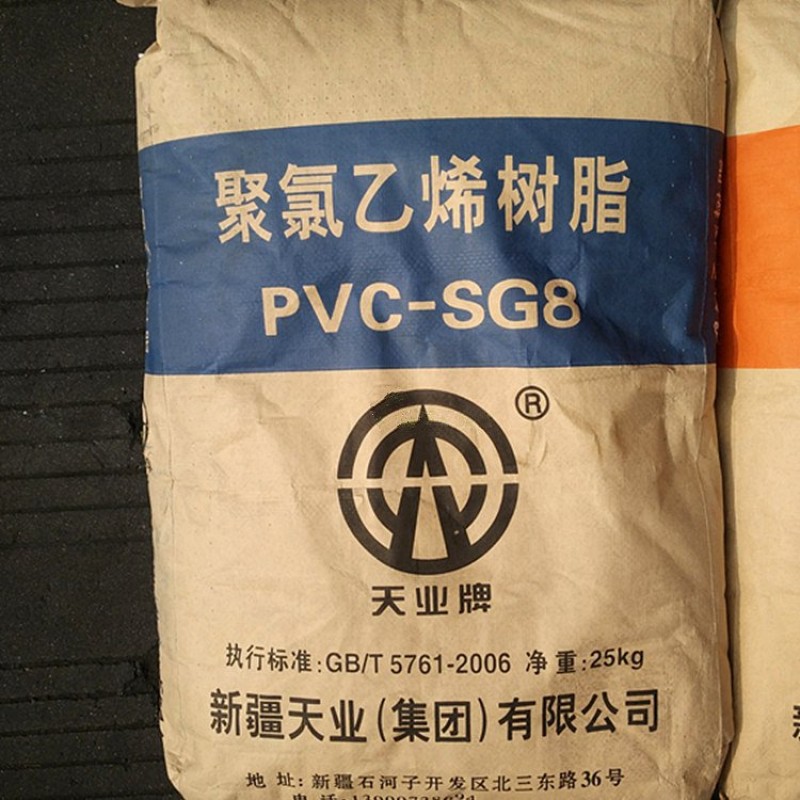 聚氯乙烯树脂
PVC-SG8
®
天业牌
执行标准:GB/T 5761-2006 净重:25kg
新疆天业(集团)有限公司
地 址:新疆石河子开发区北三东路36号
电 话: